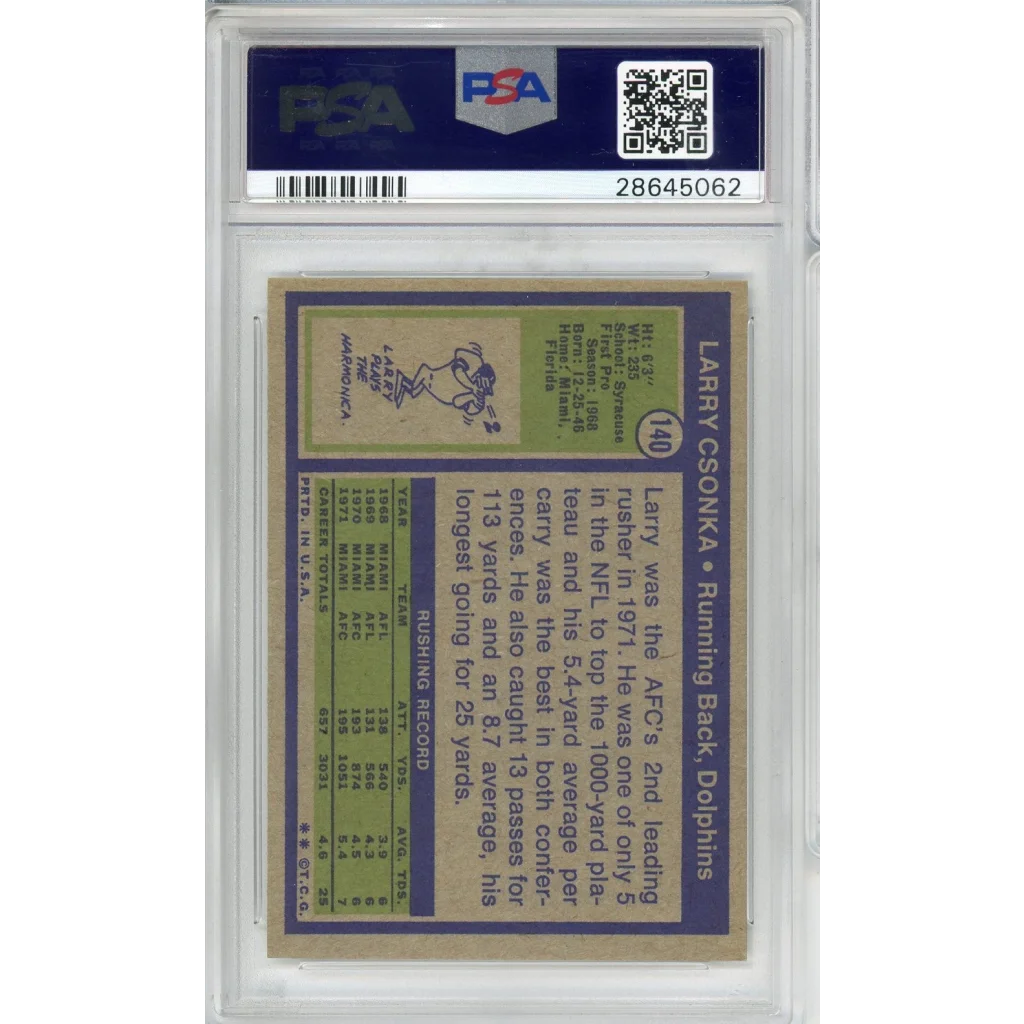 PSA
PSA
28645062
LARRY CSONKA • Running Back, Dolphins
140
Ht: 6'3"
Wt: 235
School: Syracuse
First Pro
Season: 1968
Born: 12-25-46
Home: Miami,
Florida
LARRY
PLAYS
THE
HARMONICA.
Larry was the AFC's 2nd leading
rusher in 1971. He was one of only 5
in the NFL to top the 1000-yard pla-
teau and his 5.4-yard average per
carry was the best in both confer-
ences. He also caught 13 passes for
113 yards and an 8.7 average, his
longest going for 25 yards.
RUSHING RECORD
YEAR TEAM ATT. YDS. AVG. TDS.
1968 MIAMI AFL 138 540 3.9 6
1969 MIAMI AFL 131 566 4.3 6
1970 MIAMI AFC 193 874 4.5 6
1971 MIAMI AFC 195 1051 5.4 7
CAREER TOTALS 657 3031 4.6 25
PRTD. IN U.S.A. ** ©T.C.G.